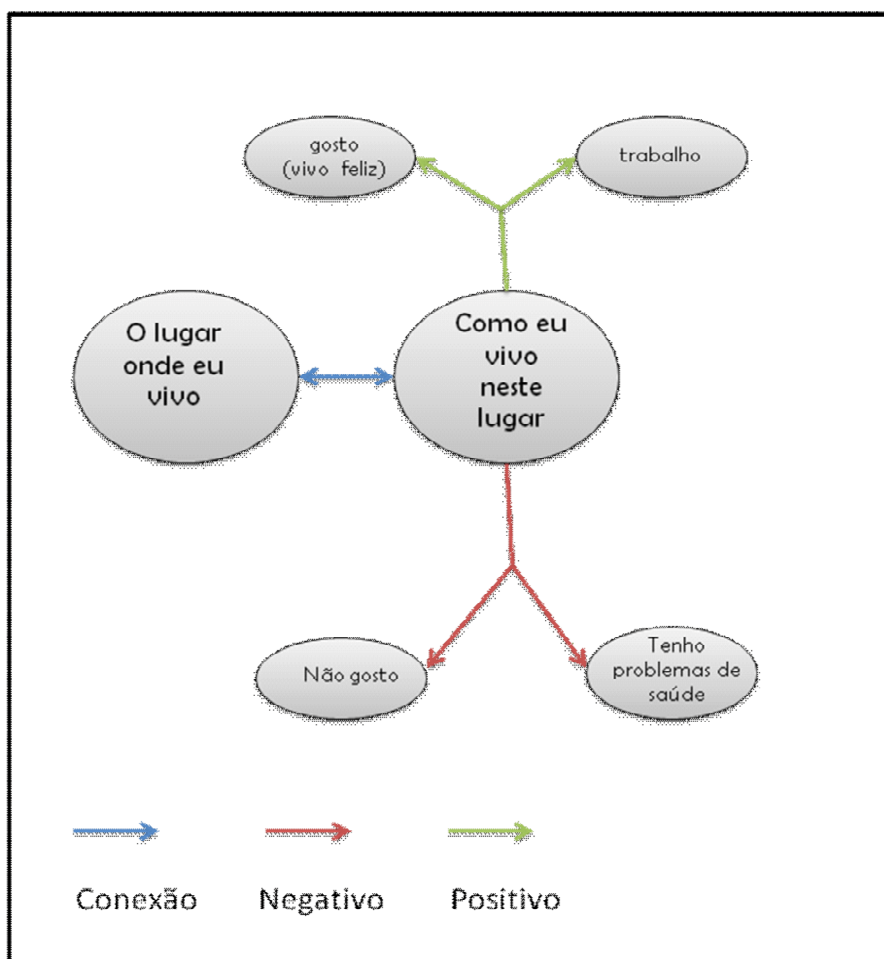 gosto
(vivo feliz)
trabalho
O lugar
onde eu
vivo
Como eu
vivo
neste
lugar
Não gosto
Tenho
problemas de
saúde
Conexão
Negativo
Positivo